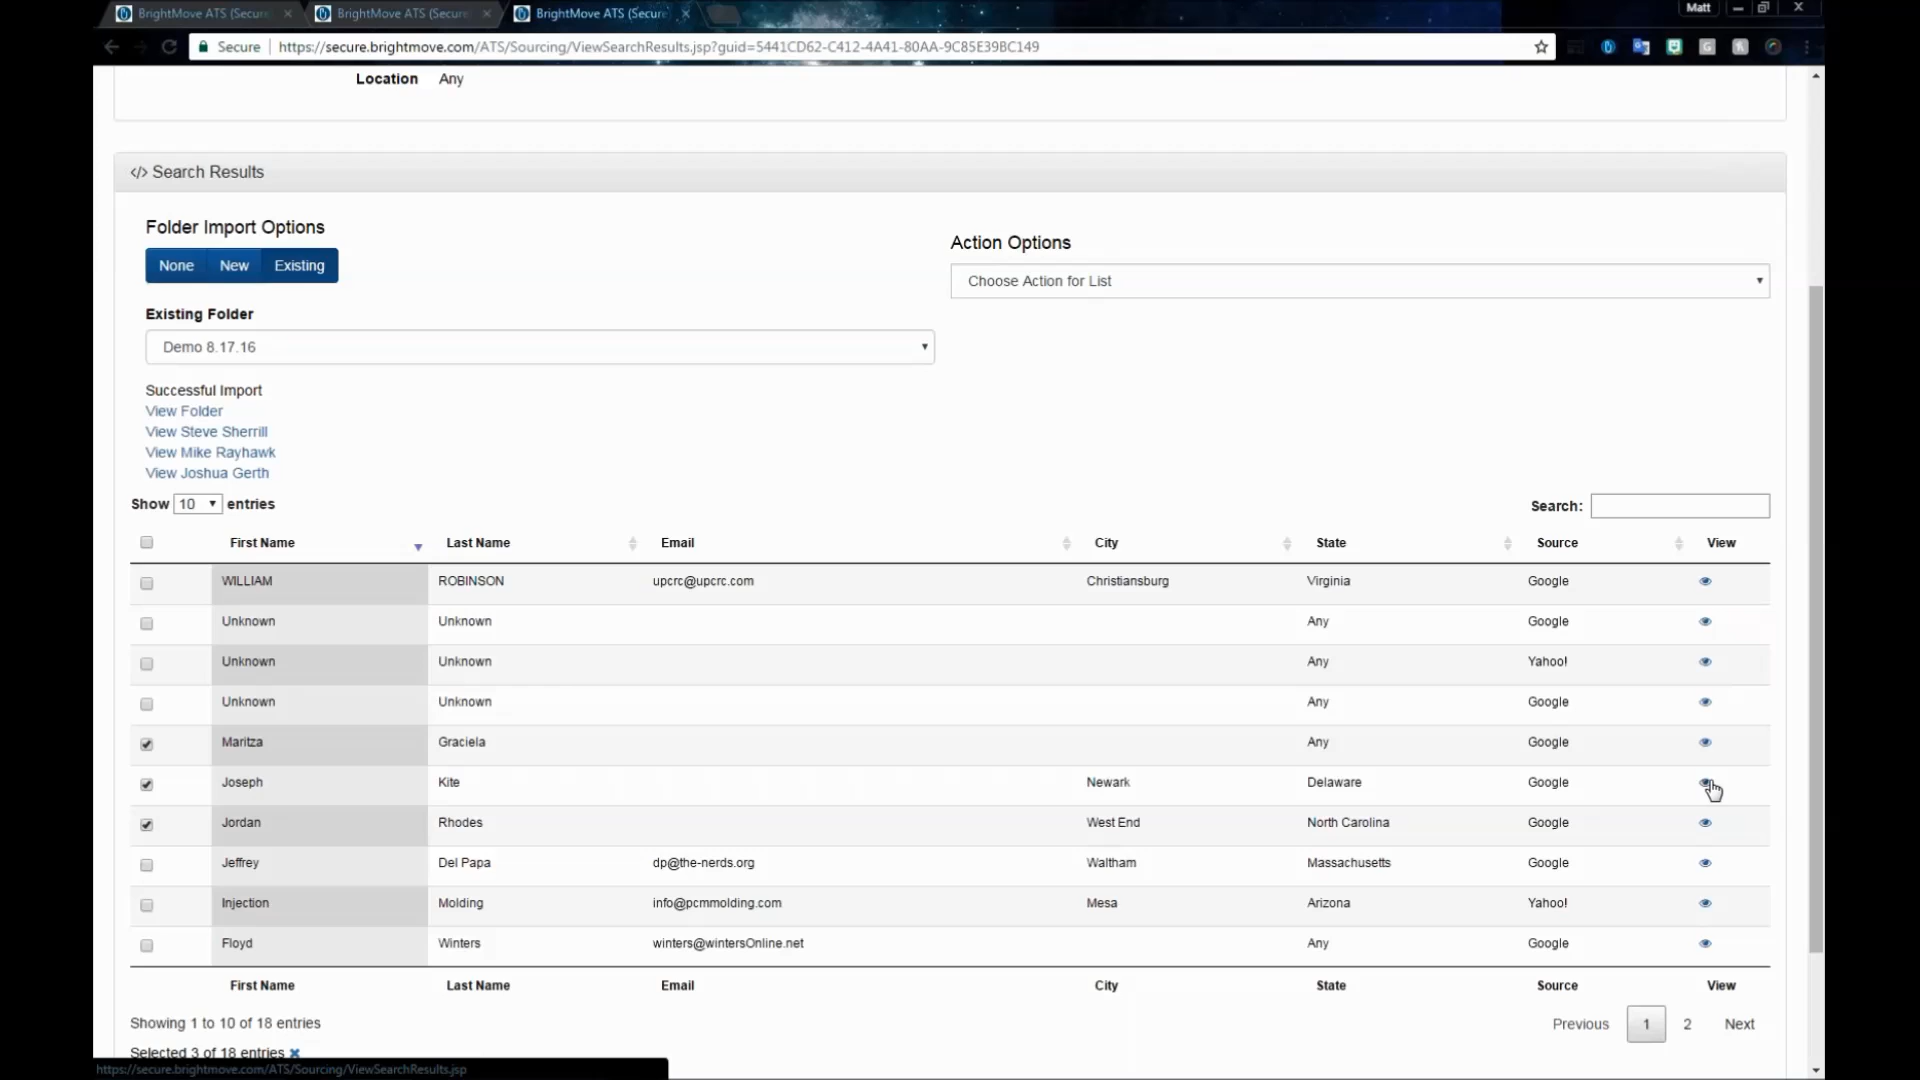 BrightMove ATS (Secure
BrightMove ATS (Secure
BrightMove ATS (Secure
Matt
Secure
https://secure.brightmove.com/ATS/Sourcing/ViewSearchResults.jsp?guid=5441CD62-C412-4A41-80AA-9C85E39BC149
Location Any
</> Search Results
Folder Import Options
Action Options
None New Existing
Choose Action for List
Existing Folder
Demo 8.17.16
Successful Import
View Folder
View Steve Sherrill
View Mike Rayhawk
View Joshua Gerth
Show 10 entries
Search:
First Name Last Name Email City State Source View
WILLIAM ROBINSON upcrc@upcrc.com Christiansburg Virginia Google
Unknown Unknown Any Google
Unknown Unknown Any Yahoo!
Unknown Unknown Any Google
Maritza Graciela Any Google
Joseph Kite Newark Delaware Google
Jordan Rhodes West End North Carolina Google
Jeffrey Del Papa dp@the-nerds.org Waltham Massachusetts Google
Injection Molding info@pcmmolding.com Mesa Arizona Yahoo!
Floyd Winters winters@wintersOnline.net Any Google
First Name Last Name Email City State Source View
Showing 1 to 10 of 18 entries
Previous 1 2 Next
Selected 3 of 18 entries
https://secure.brightmove.com/ATS/Sourcing/ViewSearchResults.jsp